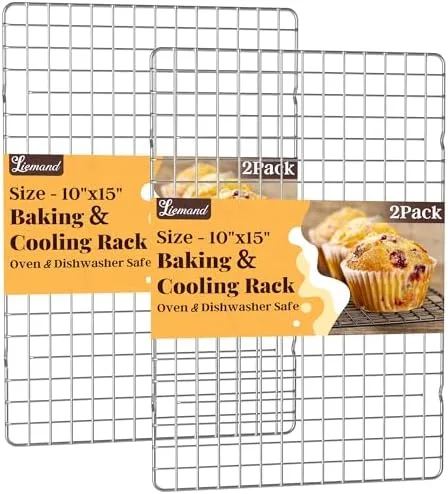 Liemand
2Pack
Size - 10"x15"
Baking &
Cooling Rack
Oven & Dishwasher Safe
Liemand
2Pack
Size - 10"x15"
Baking &
Cooling Rack
Oven & Dishwasher Safe